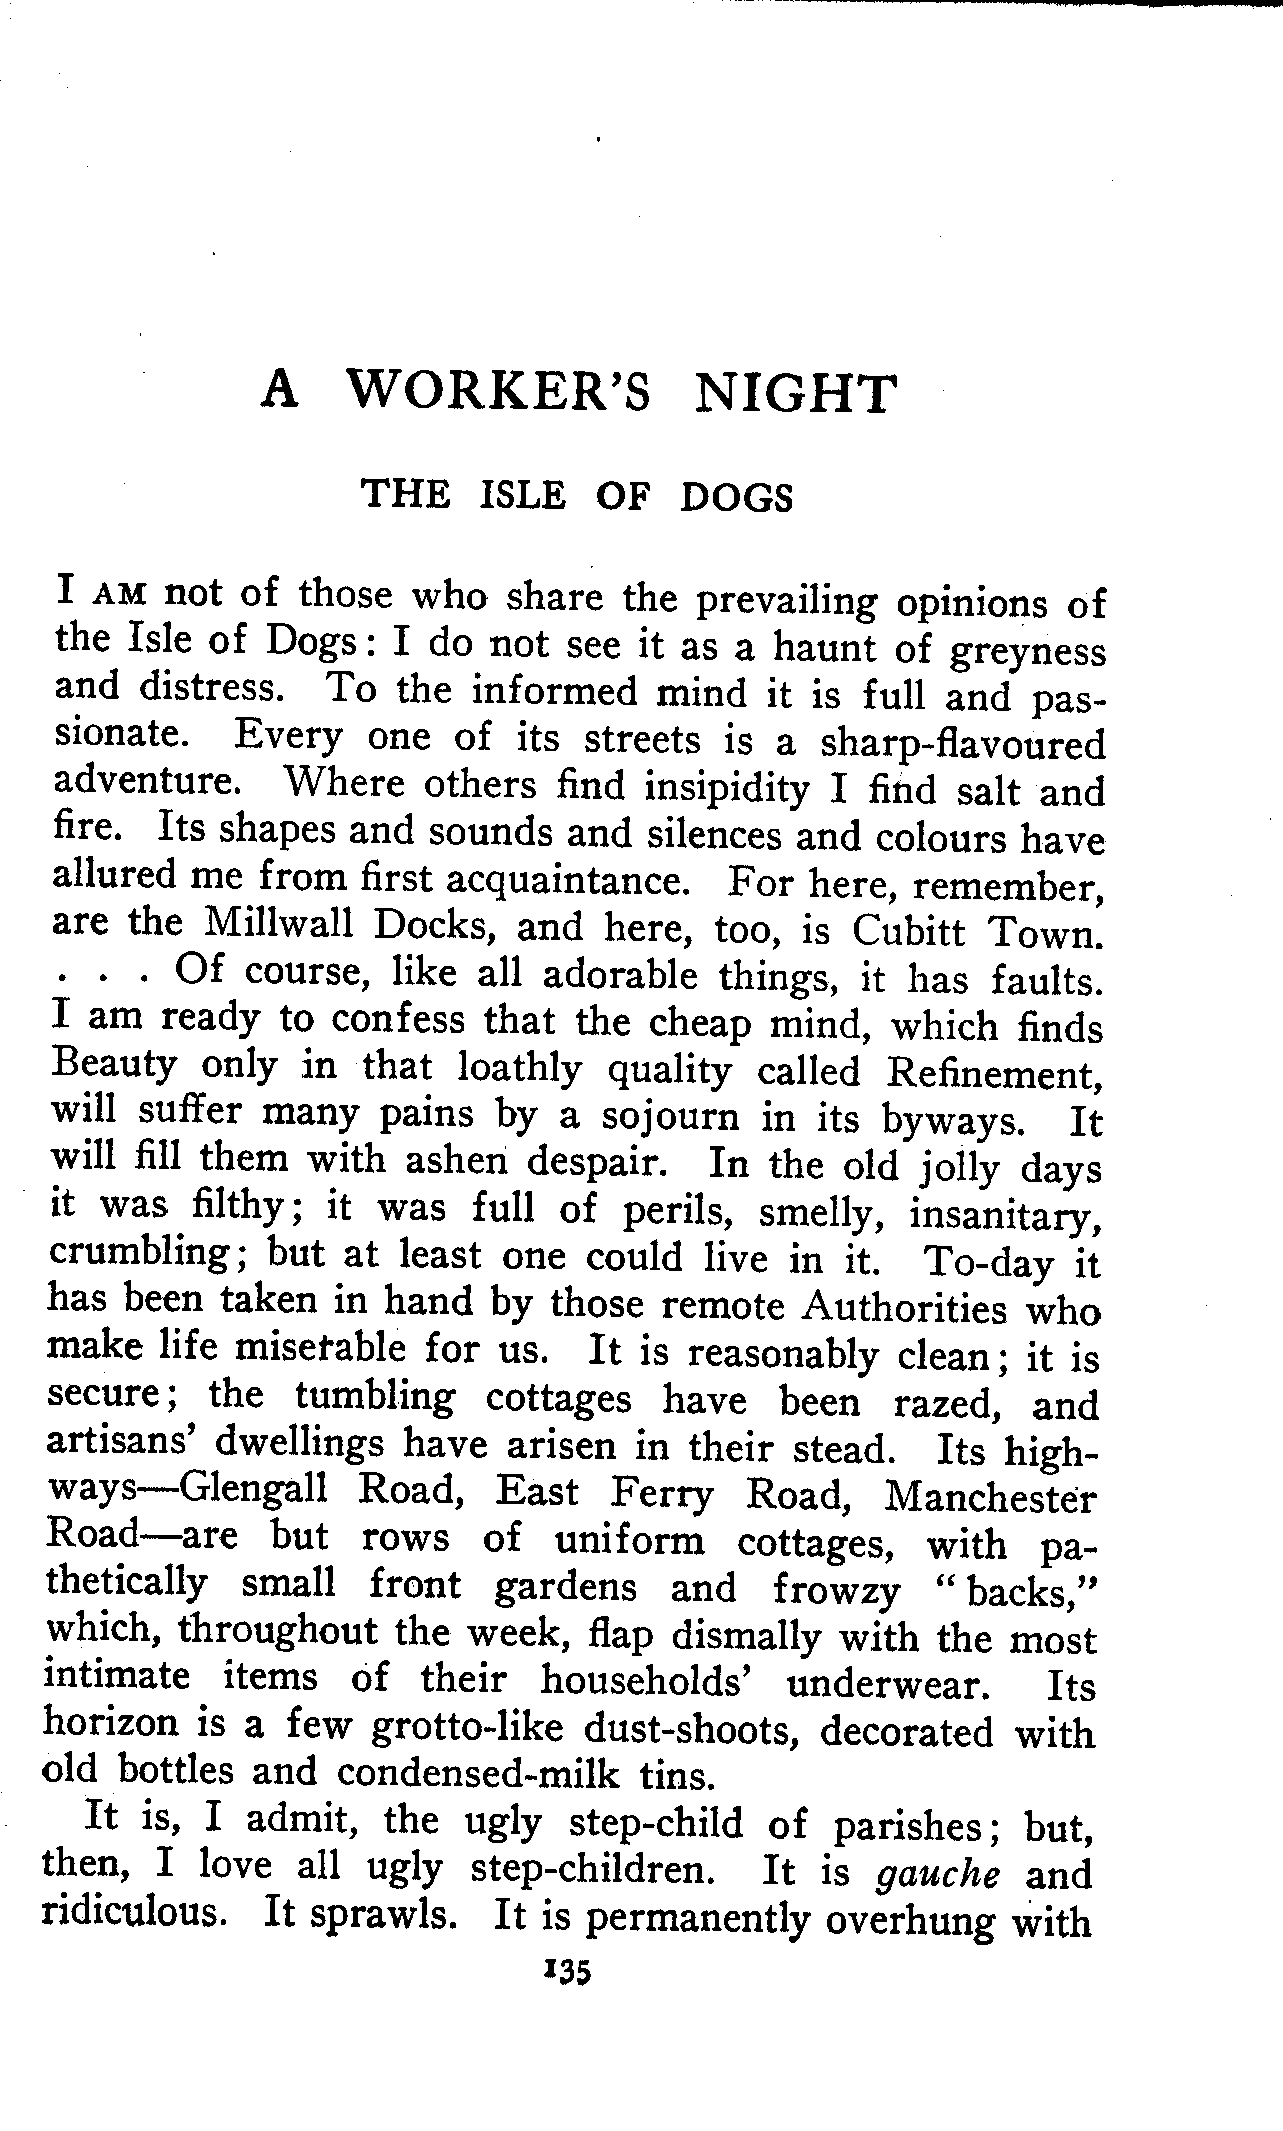 A WORKER'S NIGHT
THE ISLE OF DOGS
I AM not of those who share the prevailing opinions of
the Isle of Dogs: I do not see it as a haunt of greyness
and distress. To the informed mind it is full and pas-
sionate. Every one of its streets is a sharp-flavoured
adventure. Where others find insipidity I find salt and
fire. Its shapes and sounds and silences and colours have
allured me from first acquaintance. For here, remember,
are the Millwall Docks, and here, too, is Cubitt Town.
. . . Of course, like all adorable things, it has faults.
I am ready to confess that the cheap mind, which finds
Beauty only in that loathly quality called Refinement,
will suffer many pains by a sojourn in its byways. It
will fill them with ashen despair. In the old jolly days
it was filthy; it was full of perils, smelly, insanitary,
crumbling; but at least one could live in it. To-day it
has been taken in hand by those remote Authorities who
make life miserable for us. It is reasonably clean; it is
secure; the tumbling cottages have been razed, and
artisans' dwellings have arisen in their stead. Its high-
ways—Glengall Road, East Ferry Road, Manchester
Road—are but rows of uniform cottages, with pa-
thetically small front gardens and frowzy "backs,"
which, throughout the week, flap dismally with the most
intimate items of their households' underwear. Its
horizon is a few grotto-like dust-shoots, decorated with
old bottles and condensed-milk tins.
It is, I admit, the ugly step-child of parishes; but,
then, I love all ugly step-children. It is gauche and
ridiculous. It sprawls. It is permanently overhung with
135